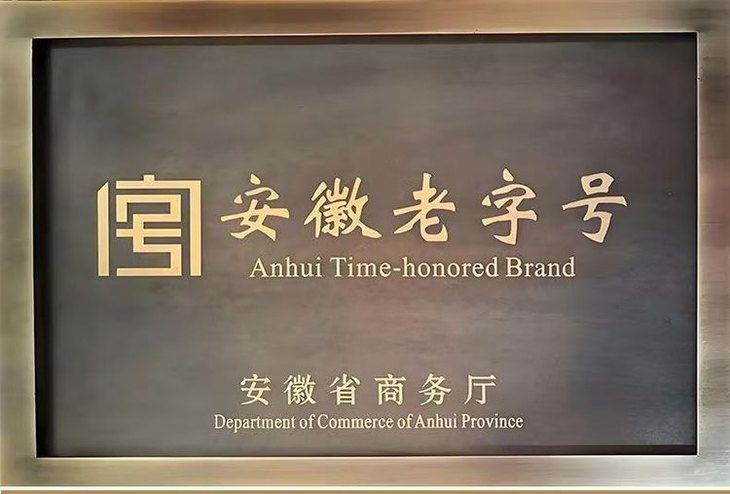 安徽老字号
Anhui Time-honored Brand
安徽省商务厅
Department of Commerce of Anhui Province